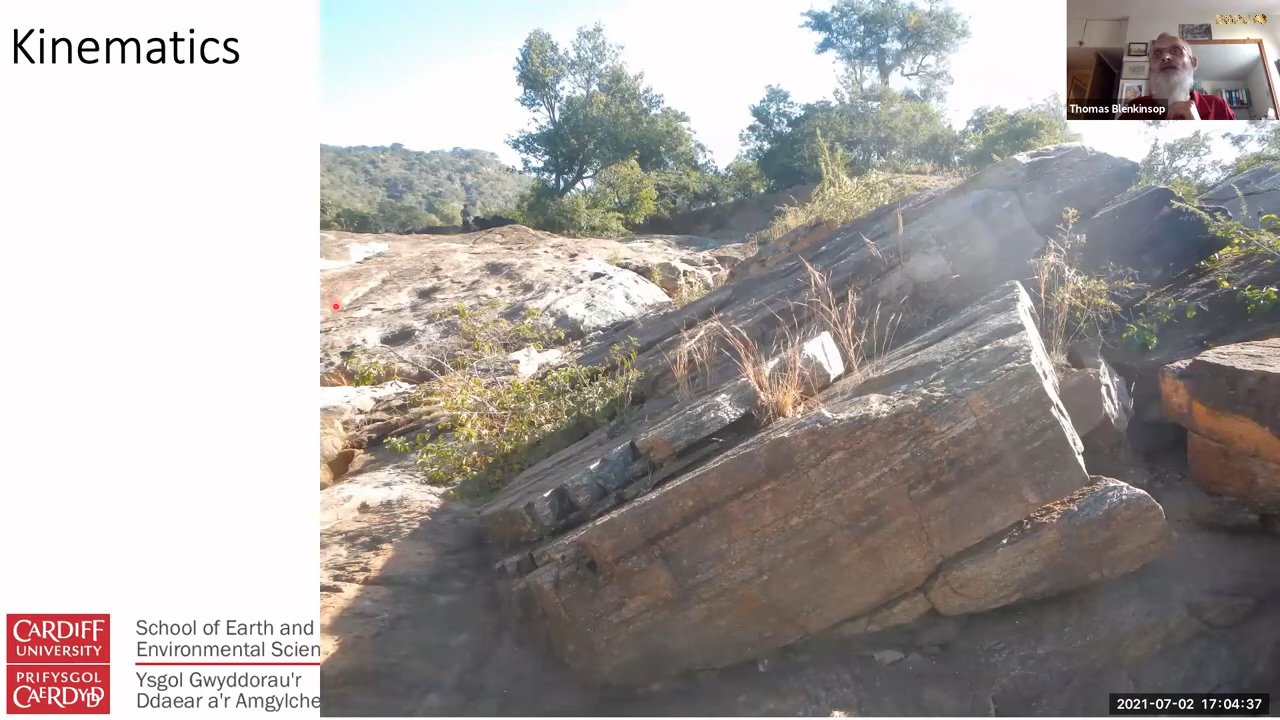 Kinematics
Thomas Blenkinsop
CARDIFF
UNIVERSITY
PRIFYSGOL
CAERDYDD
School of Earth and
Environmental Scien
Ysgol Gwyddorau'r
Ddaear a'r Amgylche
2021-07-02 17:04:37